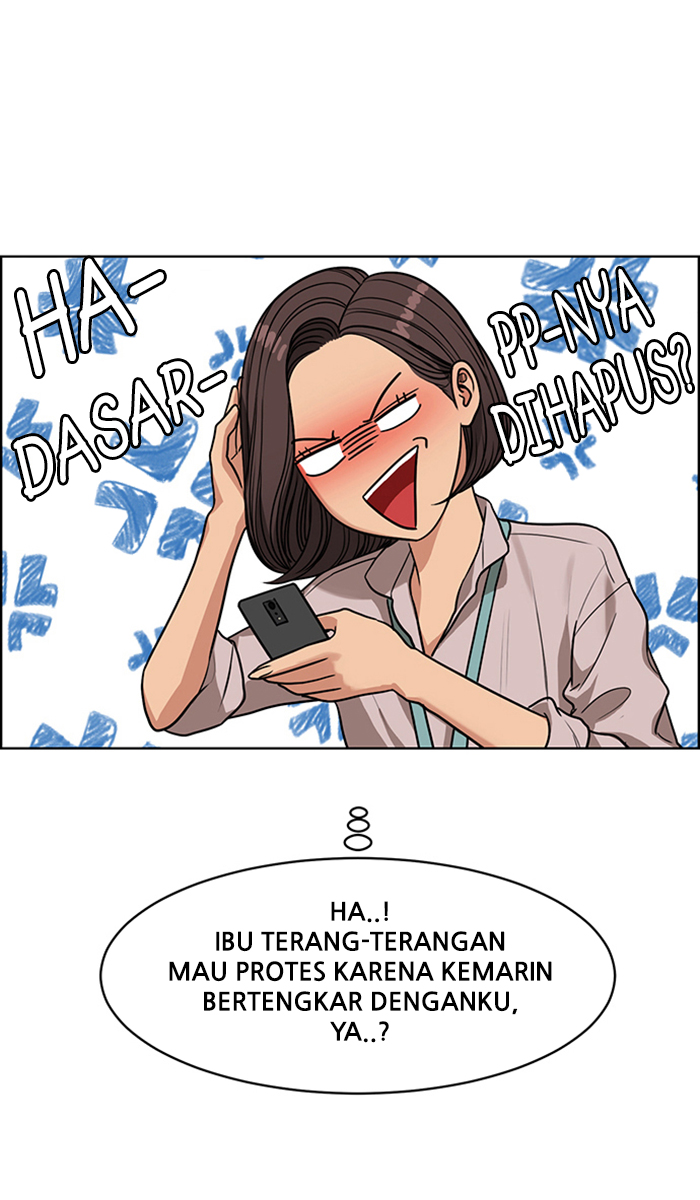 HA-
DASAR-
PP-NYA
DIHAPUS?
HA..!
IBU TERANG-TERANGAN
MAU PROTES KARENA KEMARIN
BERTENGKAR DENGANKU,
YA..?